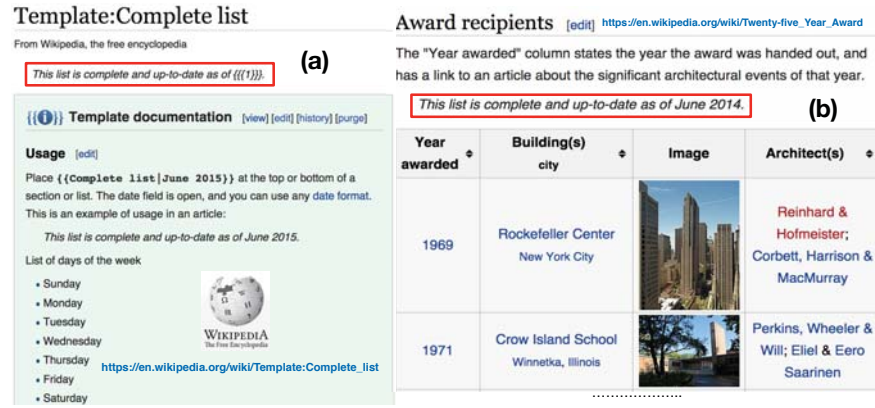 Template:Complete list
From Wikipedia, the free encyclopedia
This list is complete and up-to-date as of {{{1}}}.
(a)
{{i}} Template documentation [view] [edit] [history] [purge]
Usage [edit]
Place {{Complete list|June 2015}} at the top or bottom of a
section or list. The date field is open, and you can use any date format.
This is an example of usage in an article:
This list is complete and up-to-date as of June 2015.
List of days of the week
• Sunday
• Monday
• Tuesday
• Wednesday
• Thursday
• Friday
• Saturday
WIKIPEDIA
The Free Encyclopedia
https://en.wikipedia.org/wiki/Template:Complete_list
Award recipients [edit] https://en.wikipedia.org/wiki/Twenty-five_Year_Award
The "Year awarded" column states the year the award was handed out, and
has a link to an article about the significant architectural events of that year.
This list is complete and up-to-date as of June 2014.
(b)
Year awarded
Building(s) city
Image
Architect(s)
1969
Rockefeller Center
New York City
Reinhard &
Hofmeister;
Corbett, Harrison &
MacMurray
1971
Crow Island School
Winnetka, Illinois
Perkins, Wheeler &
Will; Eliel & Eero
Saarinen
...................